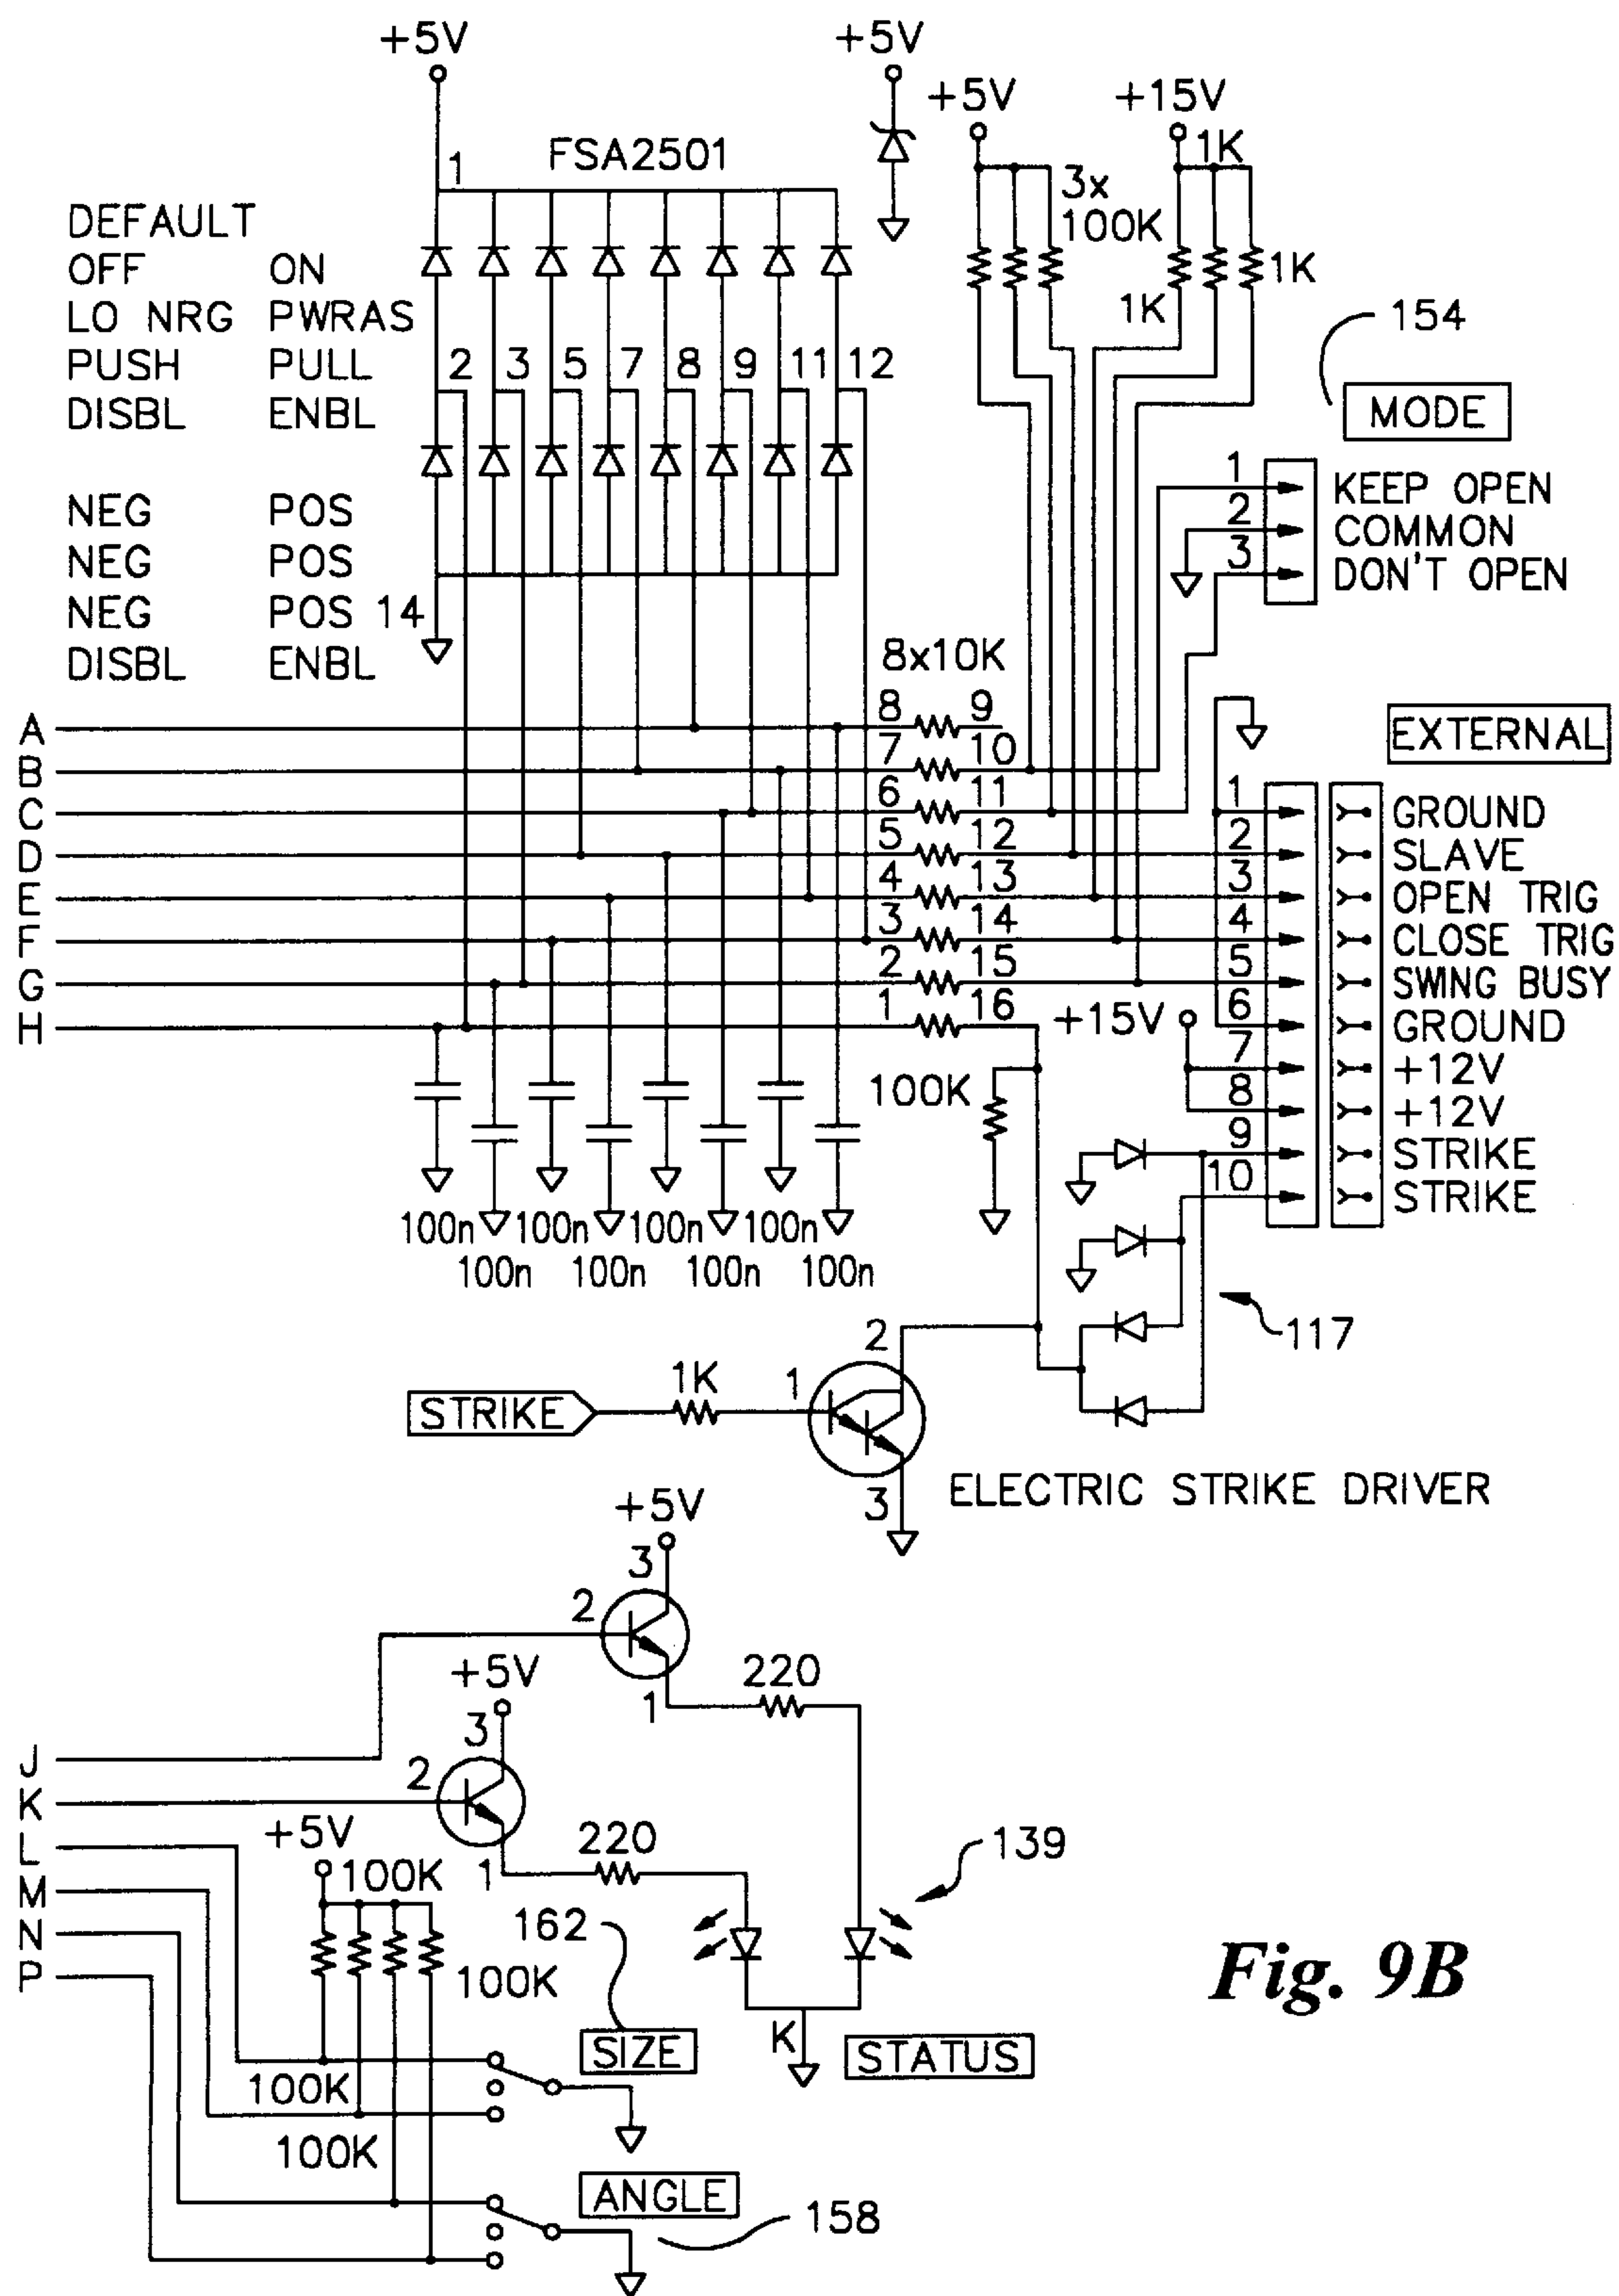 +5V +5V
+5V +15V
1 FSA2501 1K
3x
100K
DEFAULT
OFF ON
LO NRG PWRAS
PUSH PULL
DISBL ENBL
NEG POS
NEG POS
NEG POS 14
DISBL ENBL
2 3 5 7 8 9 11 12
1K
1K
154
MODE
1 KEEP OPEN
2 COMMON
3 DON'T OPEN
8x10K
EXTERNAL
A 8 9
B 7 10
C 6 11 1 GROUND
D 5 12 2 SLAVE
E 4 13 3 OPEN TRIG
F 3 14 4 CLOSE TRIG
G 2 15 5 SWING BUSY
H 1 16 +15V 6 GROUND
100K 7 +12V
8 +12V
9 STRIKE
10 STRIKE
100n 100n 100n 100n
100n 100n 100n 100n
117
STRIKE 1K 1 2 3
ELECTRIC STRIKE DRIVER
+5V
3
2
1 220
+5V
3
2
1 220
J
K
L
M
N
P
+5V
100K
100K
139
162
SIZE
K STATUS
100K
100K
ANGLE
158
Fig. 9B